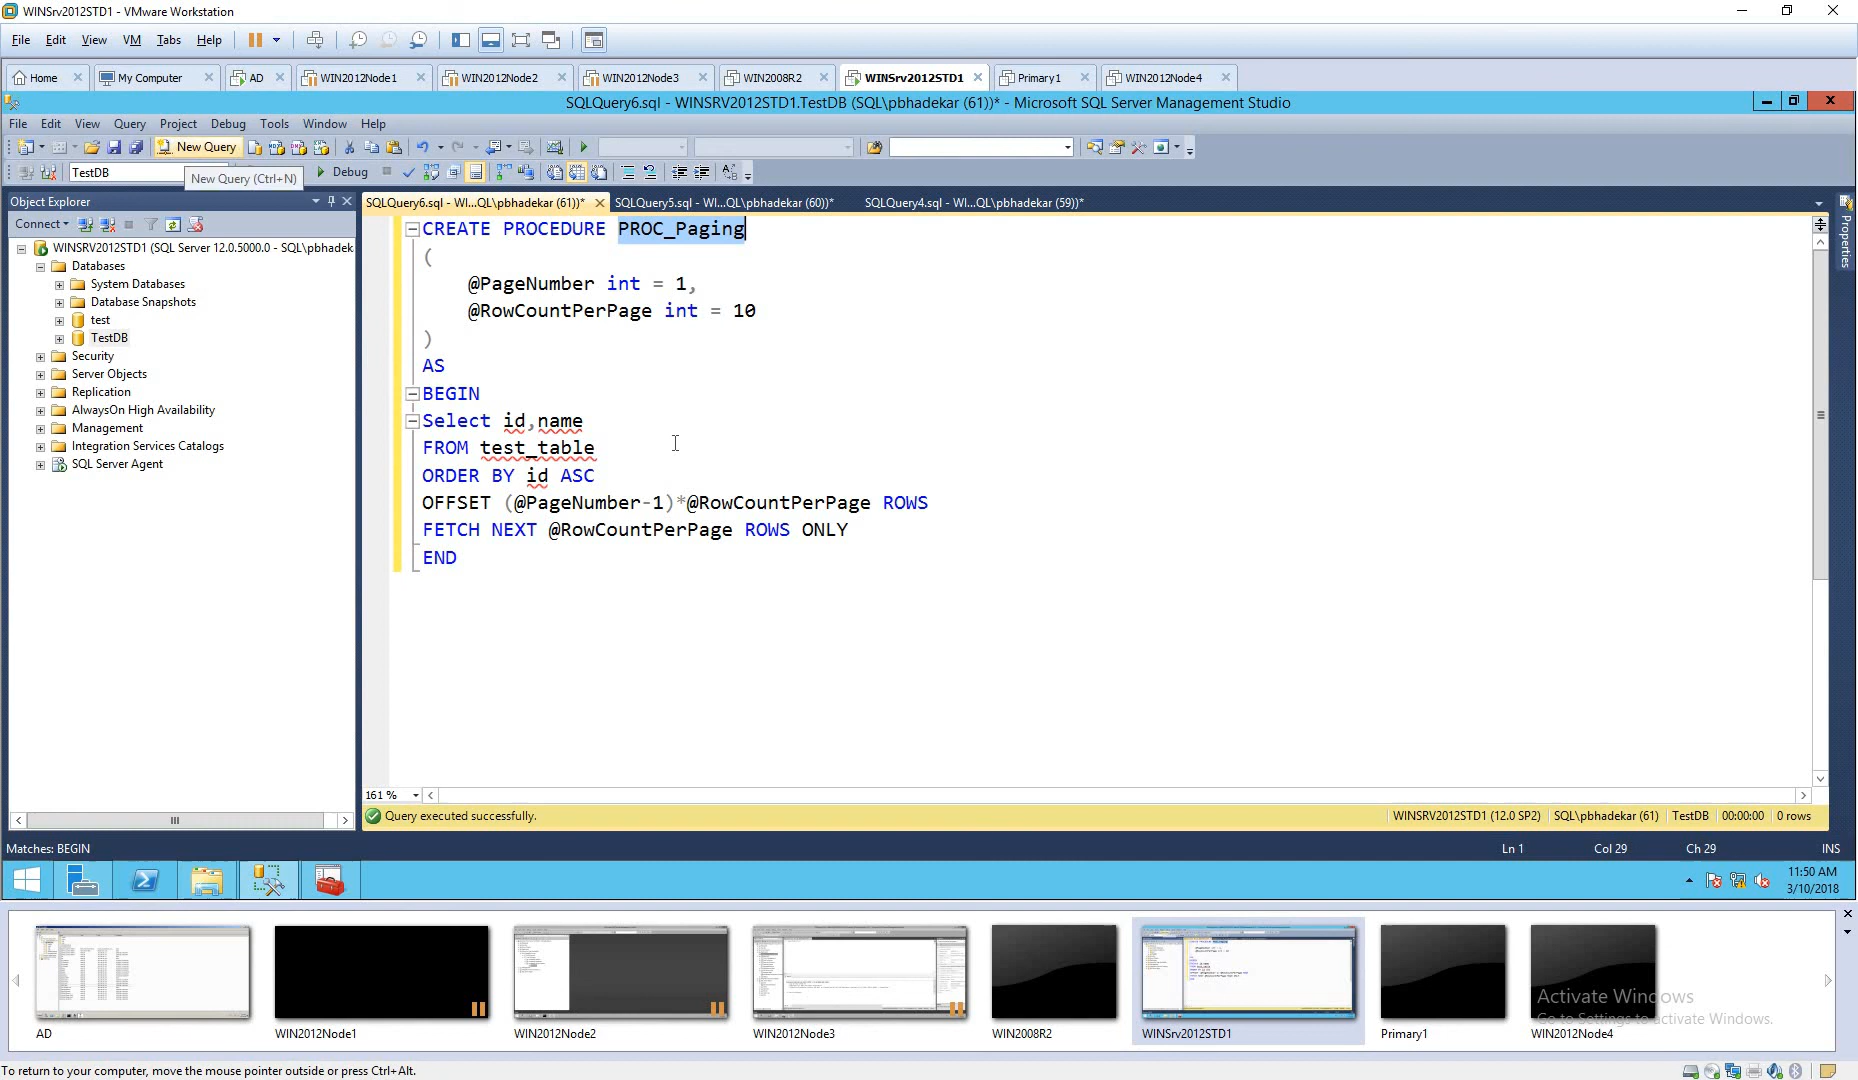 WINSrv2012STD1 - VMware Workstation
File Edit View VM Tabs Help
Home My Computer AD WIN2012Node1 WIN2012Node2 WIN2012Node3 WIN2008R2 WINSrv2012STD1 Primary1 WIN2012Node4
SQLQuery6.sql - WINSRV2012STD1.TestDB (SQL\pbhadekar (61))* - Microsoft SQL Server Management Studio
File Edit View Query Project Debug Tools Window Help
New Query
TestDB Debug
New Query (Ctrl+N)
Object Explorer
Connect
WINSRV2012STD1 (SQL Server 12.0.5000.0 - SQL\pbhadek
Databases
System Databases
Database Snapshots
test
TestDB
Security
Server Objects
Replication
AlwaysOn High Availability
Management
Integration Services Catalogs
SQL Server Agent
SQLQuery6.sql - WI...QL\pbhadekar (61))* SQLQuery5.sql - WI...QL\pbhadekar (60))* SQLQuery4.sql - WI...QL\pbhadekar (59))*
CREATE PROCEDURE PROC_Paging
(
@PageNumber int = 1,
@RowCountPerPage int = 10
)
AS
BEGIN
Select id,name
FROM test_table
ORDER BY id ASC
OFFSET (@PageNumber-1)*@RowCountPerPage ROWS
FETCH NEXT @RowCountPerPage ROWS ONLY
END
Properties
161 %
Query executed successfully. WINSRV2012STD1 (12.0 SP2) SQL\pbhadekar (61) TestDB 00:00:00 0 rows
Matches: BEGIN Ln 1 Col 29 Ch 29 INS
11:50 AM
3/10/2018
AD WIN2012Node1 WIN2012Node2 WIN2012Node3 WIN2008R2 WINSrv2012STD1 Primary1 WIN2012Node4
Activate Windows
Go to Settings to activate Windows.
To return to your computer, move the mouse pointer outside or press Ctrl+Alt.